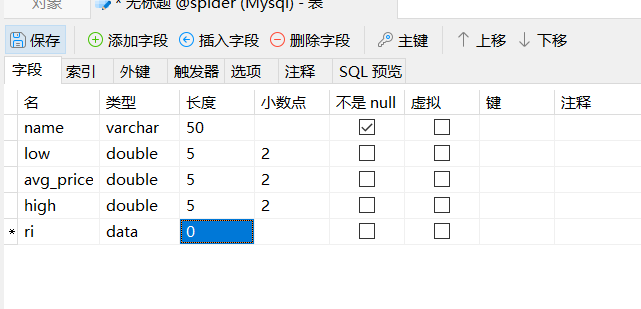 对象
* 无标题 @spider (Mysql) - 表
保存 添加字段 插入字段 删除字段 主键 上移 下移
字段 索引 外键 触发器 选项 注释 SQL 预览
名 类型 长度 小数点 不是 null 虚拟 键 注释
name varchar 50
low double 5 2
avg_price double 5 2
high double 5 2
* ri data 0